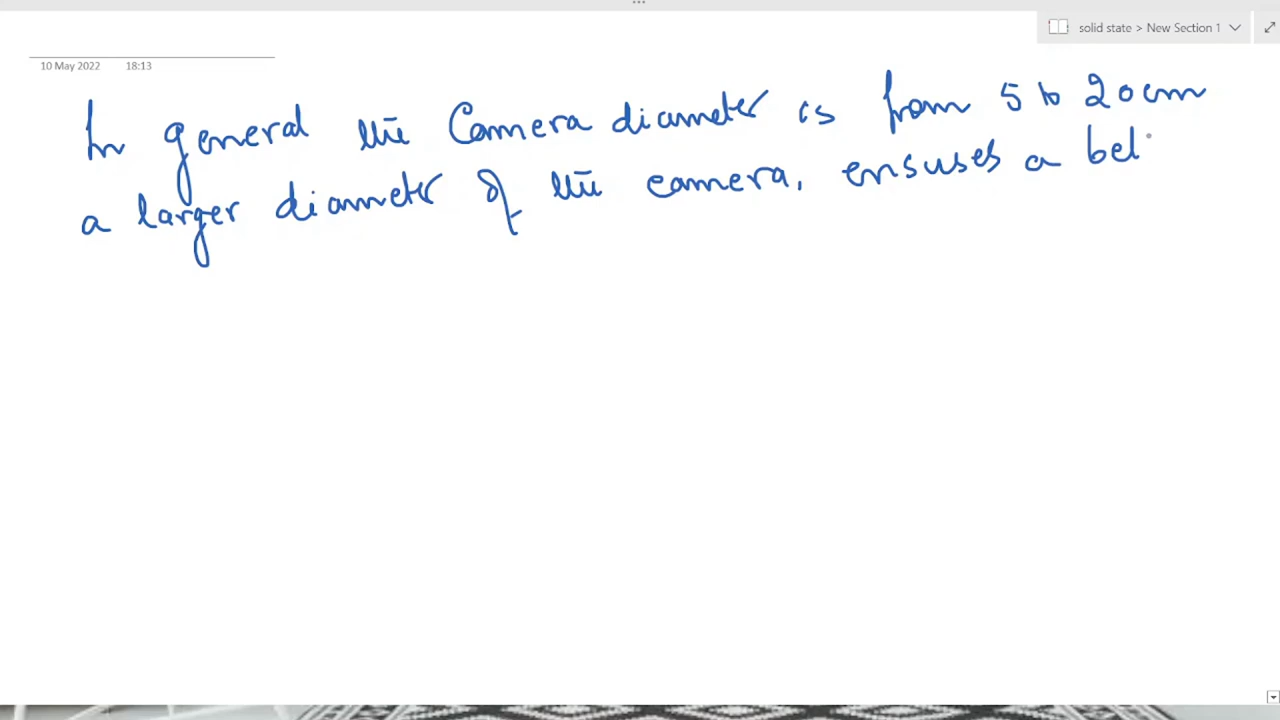 solid state > New Section 1
10 May 2022 18:13
In general the Camera diameter is from 5 to 20cm
a larger diameter of the camera, ensuses a bet